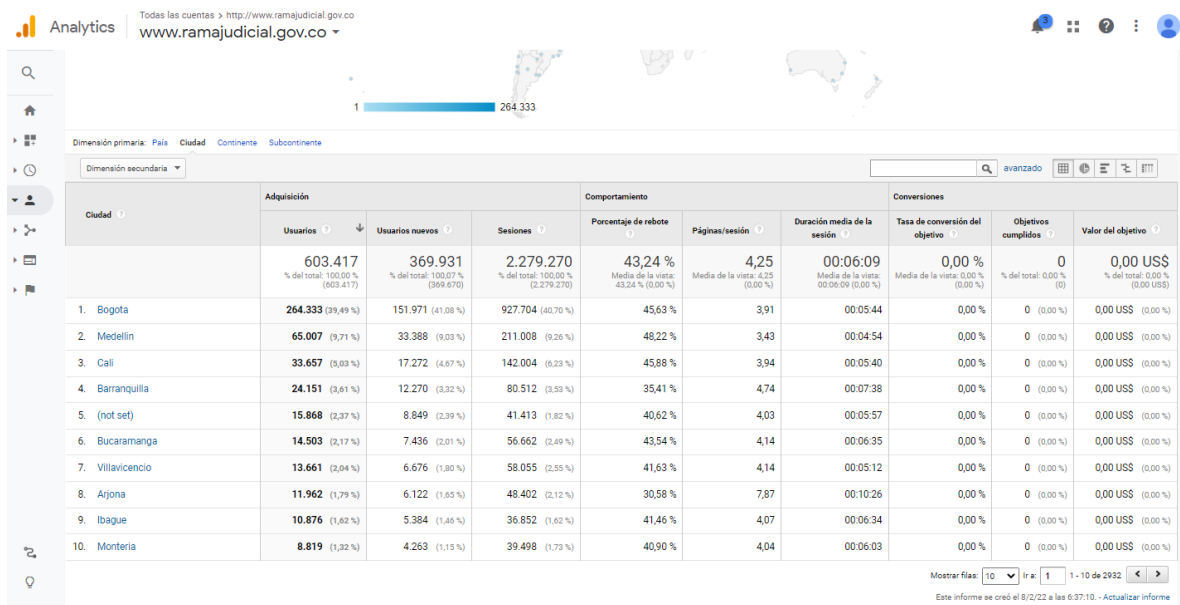 Analytics
Todas las cuentas > http://www.ramajudicial.gov.co
www.ramajudicial.gov.co
3
1 264.333
Dimensión primaria: País Ciudad Continente Subcontinente
Dimensión secundaria
avanzado
Adquisición Comportamiento Conversiones
Ciudad ? Usuarios ? Usuarios nuevos ? Sesiones ? Porcentaje de rebote ? Páginas/sesión ? Duración media de la sesión ? Tasa de conversión del objetivo ? Objetivos cumplidos ? Valor del objetivo ?
603.417 369.931 2.279.270 43,24 % 4,25 00:06:09 0,00 % 0 0,00 US$
% del total: 100,00 % % del total: 100,07 % % del total: 100,00 % Media de la vista: Media de la vista: 4,25 Media de la vista: Media de la vista: 0,00 % % del total: 0,00 % % del total: 0,00 %
(603.417) (369.670) (2.279.270) 43,24 % (0,00 %) (0,00 %) 00:06:09 (0,00 %) (0,00 %) (0) (0,00 US$)
1. Bogota 264.333 (39,49 %) 151.971 (41,08 %) 927.704 (40,70 %) 45,63 % 3,91 00:05:44 0,00 % 0 (0,00 %) 0,00 US$ (0,00 %)
2. Medellin 65.007 (9,71 %) 33.388 (9,03 %) 211.008 (9,26 %) 48,22 % 3,43 00:04:54 0,00 % 0 (0,00 %) 0,00 US$ (0,00 %)
3. Cali 33.657 (5,03 %) 17.272 (4,67 %) 142.004 (6,23 %) 45,88 % 3,94 00:05:40 0,00 % 0 (0,00 %) 0,00 US$ (0,00 %)
4. Barranquilla 24.151 (3,61 %) 12.270 (3,32 %) 80.512 (3,53 %) 35,41 % 4,74 00:07:38 0,00 % 0 (0,00 %) 0,00 US$ (0,00 %)
5. (not set) 15.868 (2,37 %) 8.849 (2,39 %) 41.413 (1,82 %) 40,62 % 4,03 00:05:57 0,00 % 0 (0,00 %) 0,00 US$ (0,00 %)
6. Bucaramanga 14.503 (2,17 %) 7.436 (2,01 %) 56.662 (2,49 %) 43,54 % 4,14 00:06:35 0,00 % 0 (0,00 %) 0,00 US$ (0,00 %)
7. Villavicencio 13.661 (2,04 %) 6.676 (1,80 %) 58.055 (2,55 %) 41,63 % 4,14 00:05:12 0,00 % 0 (0,00 %) 0,00 US$ (0,00 %)
8. Arjona 11.962 (1,79 %) 6.122 (1,65 %) 48.402 (2,12 %) 30,58 % 7,87 00:10:26 0,00 % 0 (0,00 %) 0,00 US$ (0,00 %)
9. Ibague 10.876 (1,62 %) 5.384 (1,46 %) 36.852 (1,62 %) 41,46 % 4,07 00:06:34 0,00 % 0 (0,00 %) 0,00 US$ (0,00 %)
10. Monteria 8.819 (1,32 %) 4.263 (1,15 %) 39.498 (1,73 %) 40,90 % 4,04 00:06:03 0,00 % 0 (0,00 %) 0,00 US$ (0,00 %)
Mostrar filas: 10 Ir a: 1 1 - 10 de 2932
Este informe se creó el 8/2/22 a las 6:37:10. - Actualizar informe